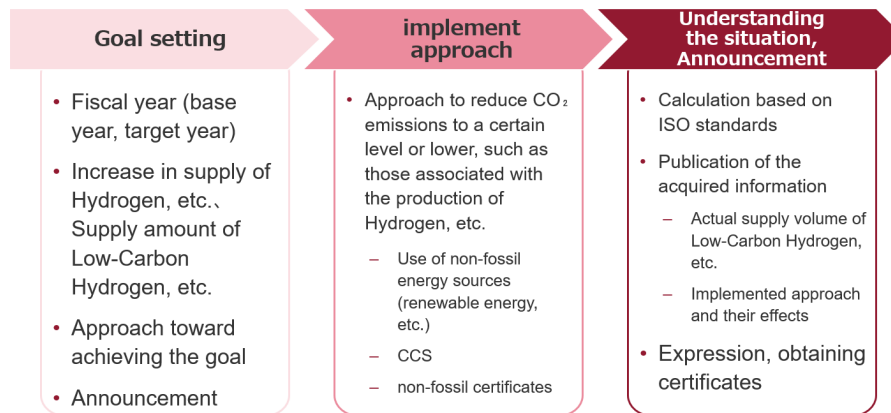 Goal setting
• Fiscal year (base
year, target year)
• Increase in supply of
Hydrogen, etc.、
Supply amount of
Low-Carbon
Hydrogen, etc.
• Approach toward
achieving the goal
• Announcement
implement
approach
• Approach to reduce CO₂
emissions to a certain
level or lower, such as
those associated with
the production of
Hydrogen, etc.
– Use of non-fossil
energy sources
(renewable energy,
etc.)
– CCS
– non-fossil certificates
Understanding
the situation,
Announcement
• Calculation based on
ISO standards
• Publication of the
acquired information
– Actual supply volume of
Low-Carbon Hydrogen,
etc.
– Implemented approach
and their effects
• Expression, obtaining
certificates